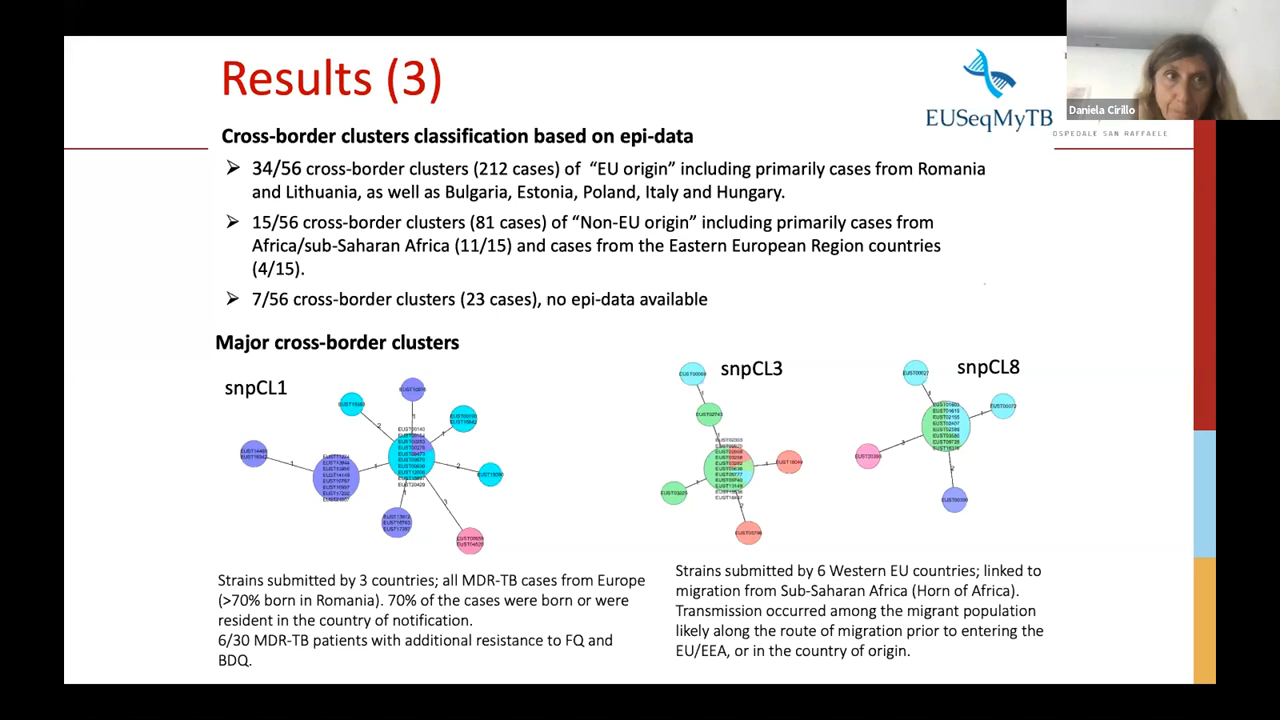 Results (3)
EUSeqMyTB
Daniela Cirillo
OSPEDALE SAN RAFFAELE
Cross-border clusters classification based on epi-data
34/56 cross-border clusters (212 cases) of “EU origin” including primarily cases from Romania
and Lithuania, as well as Bulgaria, Estonia, Poland, Italy and Hungary.
15/56 cross-border clusters (81 cases) of “Non-EU origin” including primarily cases from
Africa/sub-Saharan Africa (11/15) and cases from the Eastern European Region countries
(4/15).
7/56 cross-border clusters (23 cases), no epi-data available
Major cross-border clusters
snpCL1
snpCL3
snpCL8
Strains submitted by 3 countries; all MDR-TB cases from Europe
(>70% born in Romania). 70% of the cases were born or were
resident in the country of notification.
6/30 MDR-TB patients with additional resistance to FQ and
BDQ.
Strains submitted by 6 Western EU countries; linked to
migration from Sub-Saharan Africa (Horn of Africa).
Transmission occurred among the migrant population
likely along the route of migration prior to entering the
EU/EEA, or in the country of origin.